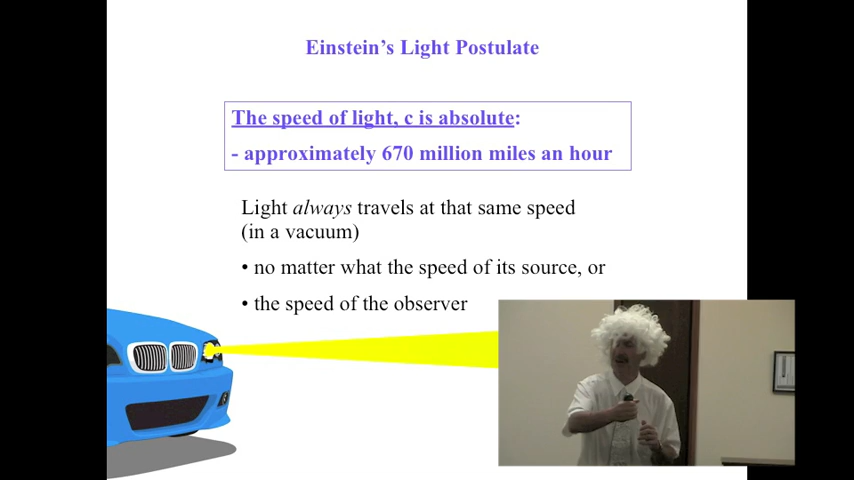 Einstein’s Light Postulate
The speed of light, c is absolute:
- approximately 670 million miles an hour
Light always travels at that same speed
(in a vacuum)
• no matter what the speed of its source, or
• the speed of the observer